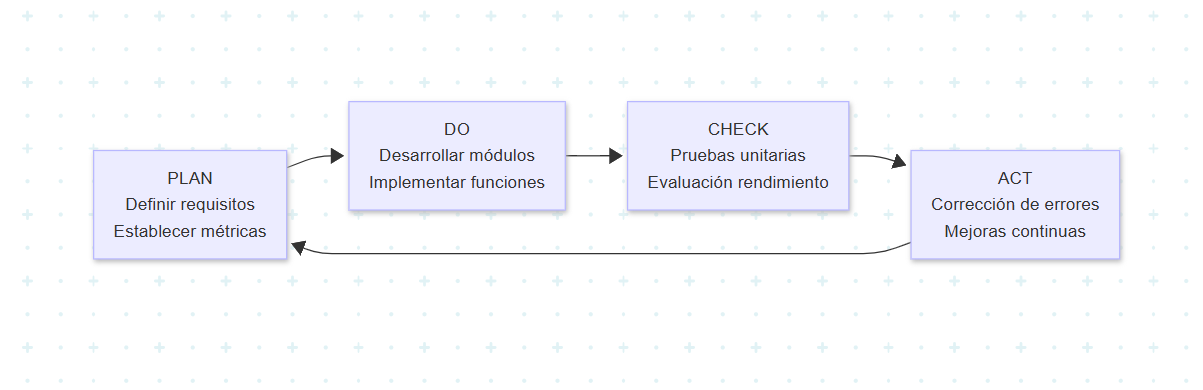 PLAN
Definir requisitos
Establecer métricas
DO
Desarrollar módulos
Implementar funciones
CHECK
Pruebas unitarias
Evaluación rendimiento
ACT
Corrección de errores
Mejoras continuas